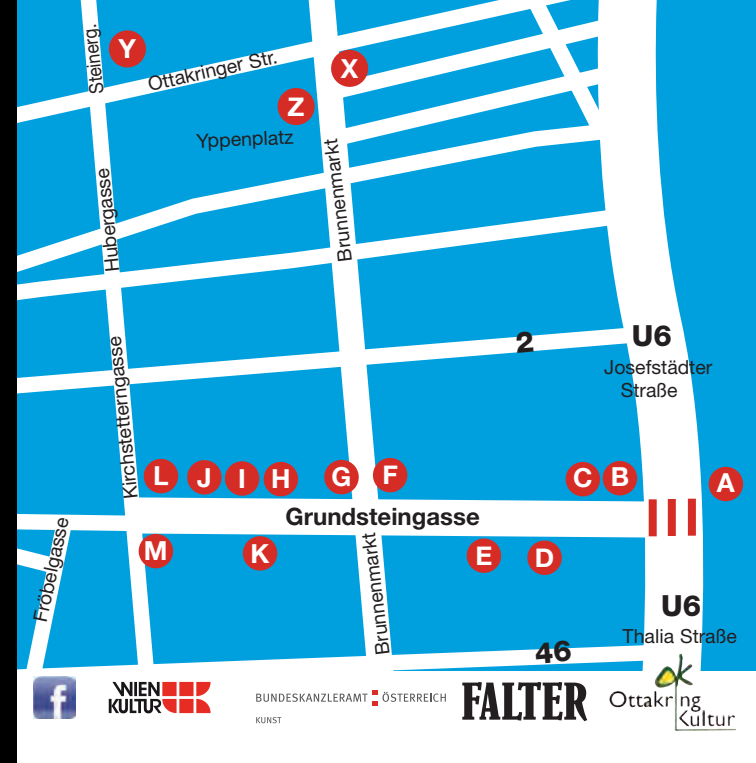 Steinerg.
Y
Ottakringer Str.
X
Z
Yppenplatz
Brunnenmarkt
Hubergasse
2
U6
Josefstädter
Straße
Kirchstetterngasse
L
J
I
H
G
F
C
B
A
Grundsteingasse
M
K
E
D
Fröbelgasse
Brunnenmarkt
U6
Thalia Straße
46
f
WIEN
KULTUR
BUNDESKANZLERAMT ÖSTERREICH
KUNST
FALTER
ok
Ottakring
Kultur